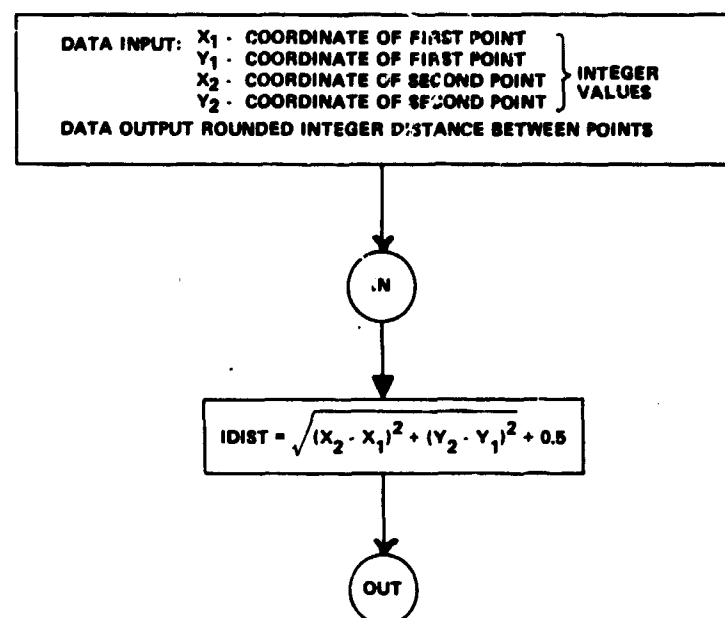 DATA INPUT: X₁ - COORDINATE OF FIRST POINT
Y₁ - COORDINATE OF FIRST POINT
X₂ - COORDINATE OF SECOND POINT
Y₂ - COORDINATE OF SECOND POINT
} INTEGER VALUES
DATA OUTPUT ROUNDED INTEGER DISTANCE BETWEEN POINTS
IN
IDIST = √(X₂ - X₁)² + (Y₂ - Y₁)² + 0.5
OUT